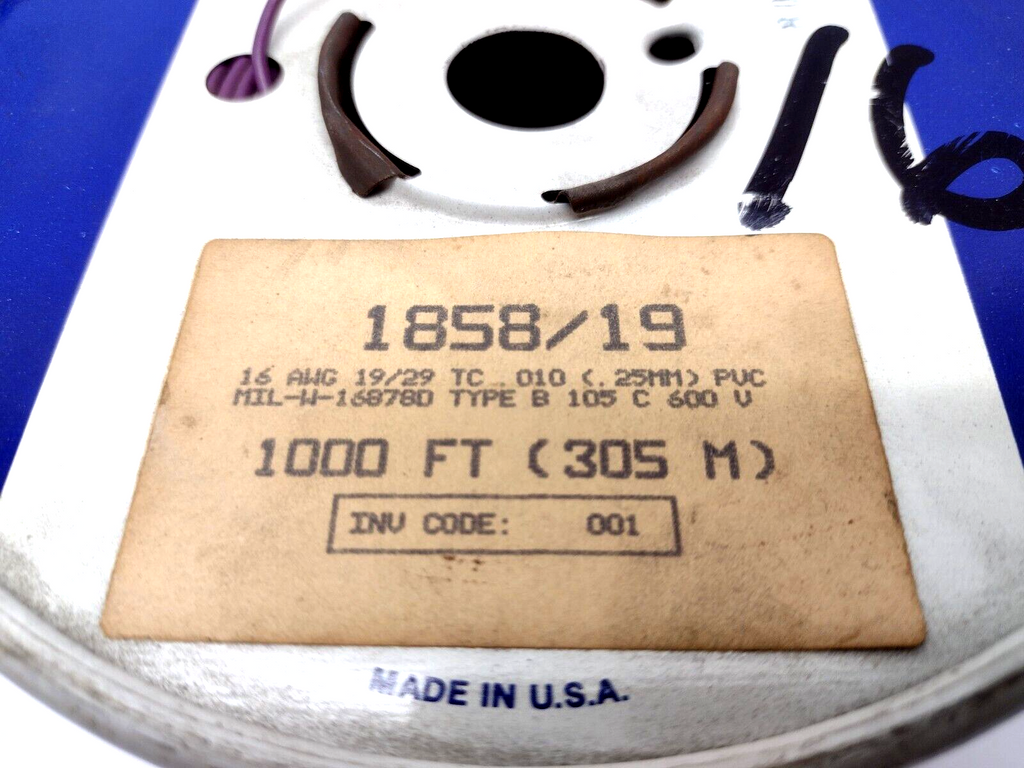 16
1858/19
16 AWG 19/29 TC .010 (.25MM) PVC
MIL-W-16878D TYPE B 105 C 600 V
1000 FT (305 M)
INV CODE: 001
MADE IN U.S.A.